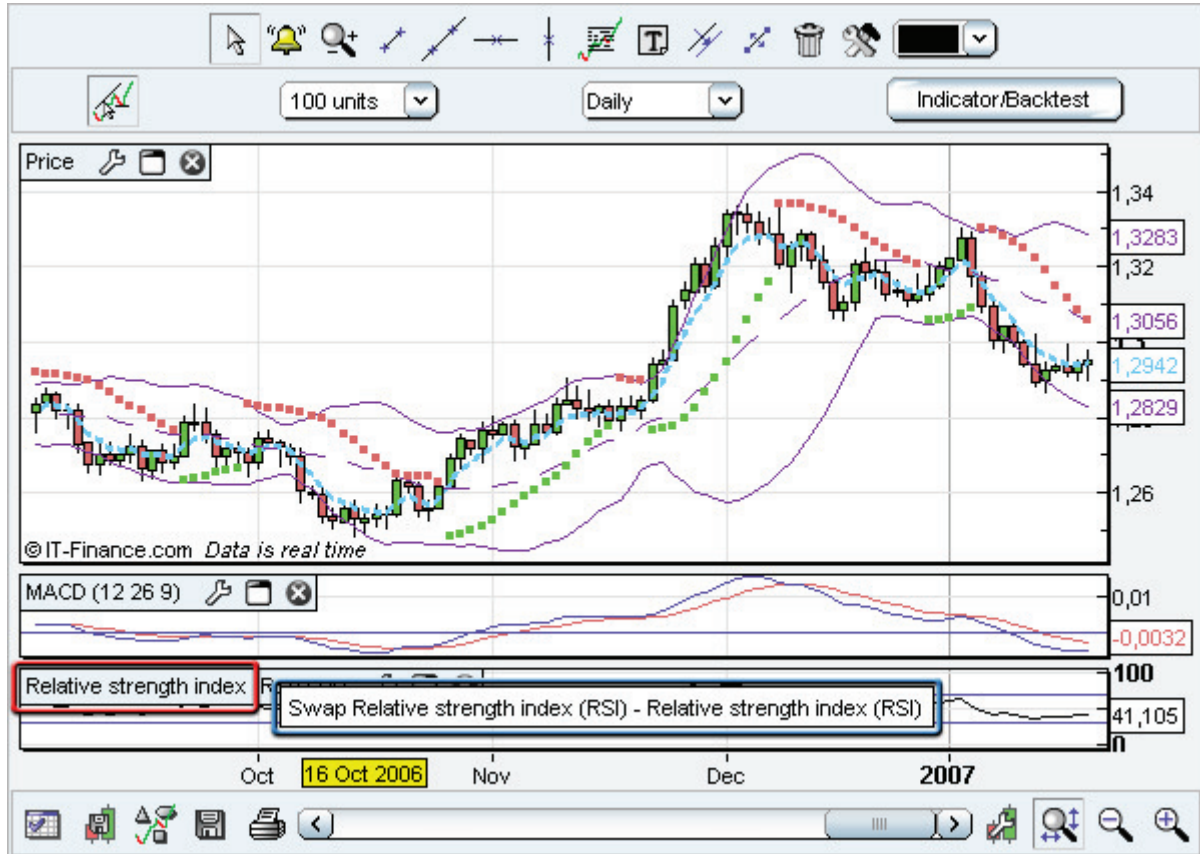 T
100 units
Daily
Indicator/Backtest
Price
1,34
1,3283
1,32
1,3056
1,2942
1,2829
1,26
© IT-Finance.com Data is real time
MACD (12 26 9)
0,01
-0,0032
Relative strength index
100
Swap Relative strength index (RSI) - Relative strength index (RSI)
41,105
0
Oct
16 Oct 2006
Nov
Dec
2007